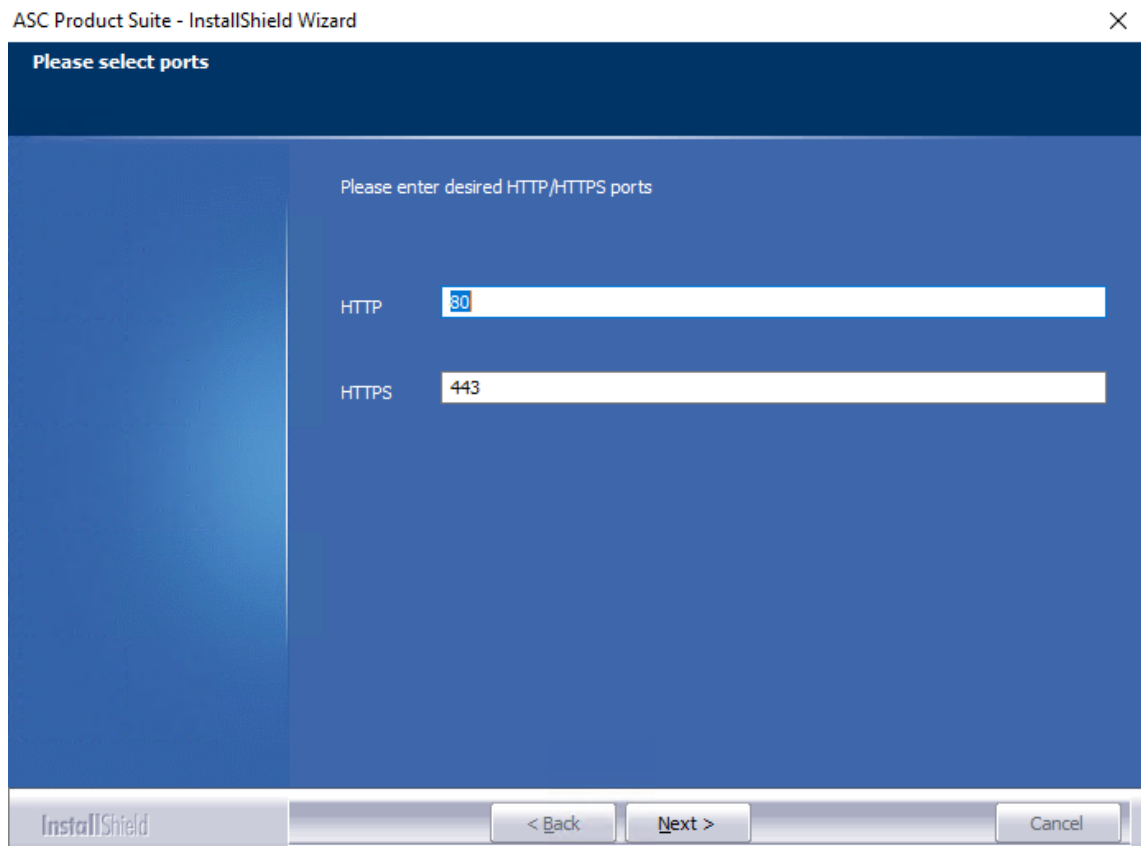 ASC Product Suite - InstallShield Wizard
Please select ports
Please enter desired HTTP/HTTPS ports
HTTP 80
HTTPS 443
InstallShield < Back Next > Cancel